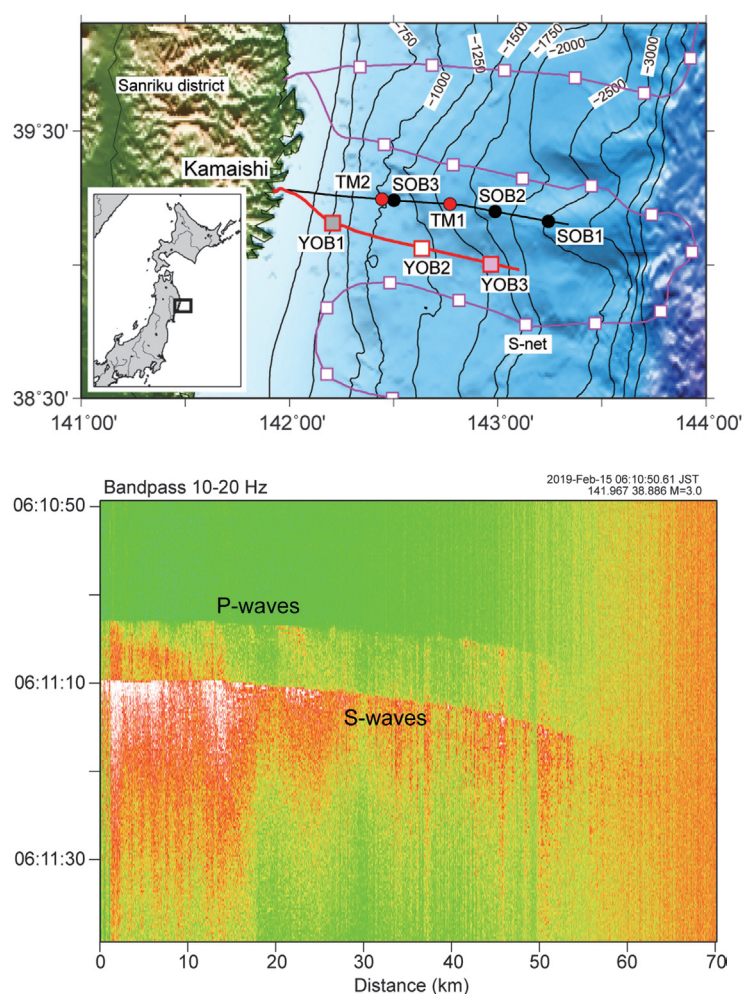 −750
−1000
−1250
−1500
−1750
−2000
−2500
−3000
Sanriku district
39°30'
Kamaishi
TM2
SOB3
SOB2
TM1
SOB1
YOB1
YOB2
YOB3
S-net
38°30'
141°00'
142°00'
143°00'
144°00'
Bandpass 10-20 Hz
2019-Feb-15 06:10:50.61 JST
141.967 38.886 M=3.0
06:10:50
P-waves
06:11:10
S-waves
06:11:30
0
10
20
30
40
50
60
70
Distance (km)